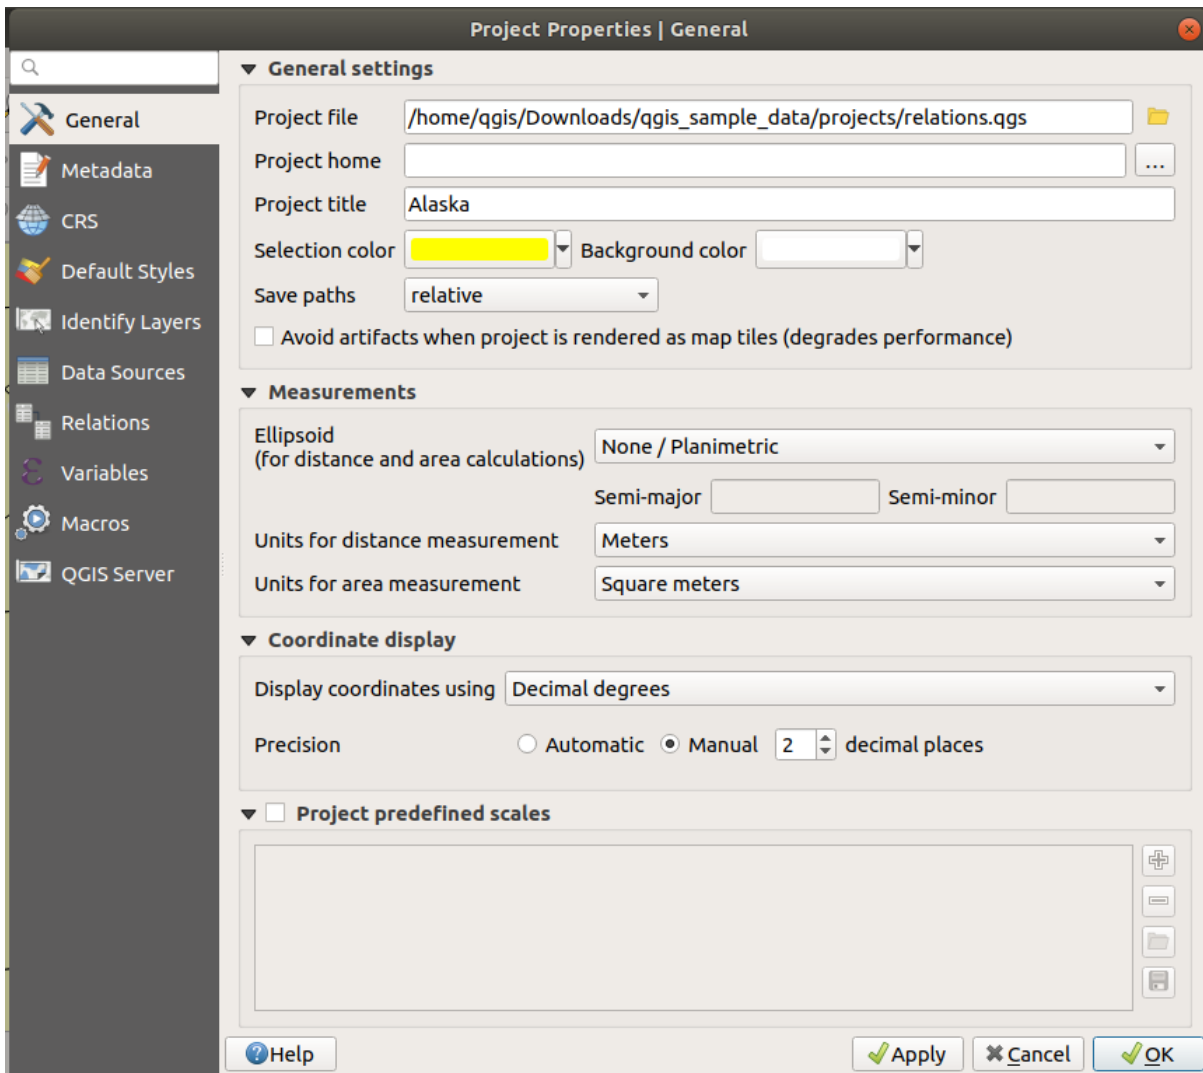 Project Properties | General
General
Metadata
CRS
Default Styles
Identify Layers
Data Sources
Relations
Variables
Macros
QGIS Server
General settings
Project file /home/qgis/Downloads/qgis_sample_data/projects/relations.qgs
Project home ...
Project title Alaska
Selection color Background color
Save paths relative
Avoid artifacts when project is rendered as map tiles (degrades performance)
Measurements
Ellipsoid
(for distance and area calculations) None / Planimetric
Semi-major Semi-minor
Units for distance measurement Meters
Units for area measurement Square meters
Coordinate display
Display coordinates using Decimal degrees
Precision Automatic Manual 2 decimal places
Project predefined scales
Help Apply Cancel OK